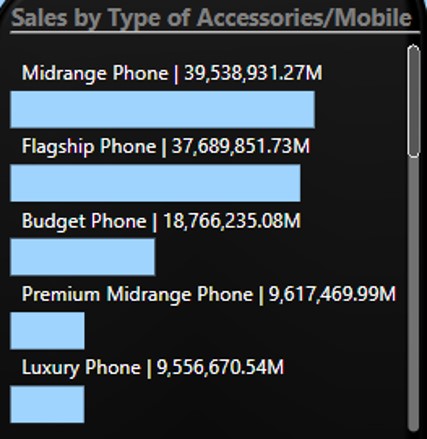 Sales by Type of Accessories/Mobile
Midrange Phone | 39,538,931.27M
Flagship Phone | 37,689,851.73M
Budget Phone | 18,766,235.08M
Premium Midrange Phone | 9,617,469.99M
Luxury Phone | 9,556,670.54M